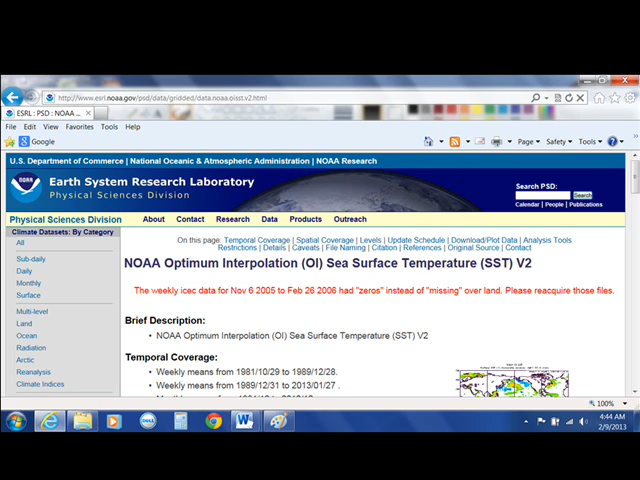 http://www.esrl.noaa.gov/psd/data/gridded/data.noaa.oisst.v2.html
ESRL : PSD : NOAA ...
File Edit View Favorites Tools Help
Google
Page Safety Tools
U.S. Department of Commerce | National Oceanic & Atmospheric Administration | NOAA Research
NOAA
Earth System Research Laboratory
Physical Sciences Division
Search PSD:
Search
Calendar | People | Publications
Physical Sciences Division
About Contact Research Data Products Outreach
Climate Datasets: By Category
All
Sub-daily
Daily
Monthly
Surface
Multi-level
Land
Ocean
Radiation
Arctic
Reanalysis
Climate Indices
On this page: Temporal Coverage | Spatial Coverage | Levels | Update Schedule | Download/Plot Data | Analysis Tools
Restrictions | Details | Caveats | File Naming | Citation | References | Original Source | Contact
NOAA Optimum Interpolation (OI) Sea Surface Temperature (SST) V2
The weekly icec data for Nov 6 2005 to Feb 26 2006 had "zeros" instead of "missing" over land. Please reacquire those files.
Brief Description:
• NOAA Optimum Interpolation (OI) Sea Surface Temperature (SST) V2
Temporal Coverage:
• Weekly means from 1981/10/29 to 1989/12/28.
• Weekly means from 1989/12/31 to 2013/01/27 .
100%
DELL
W
4:44 AM
2/9/2013